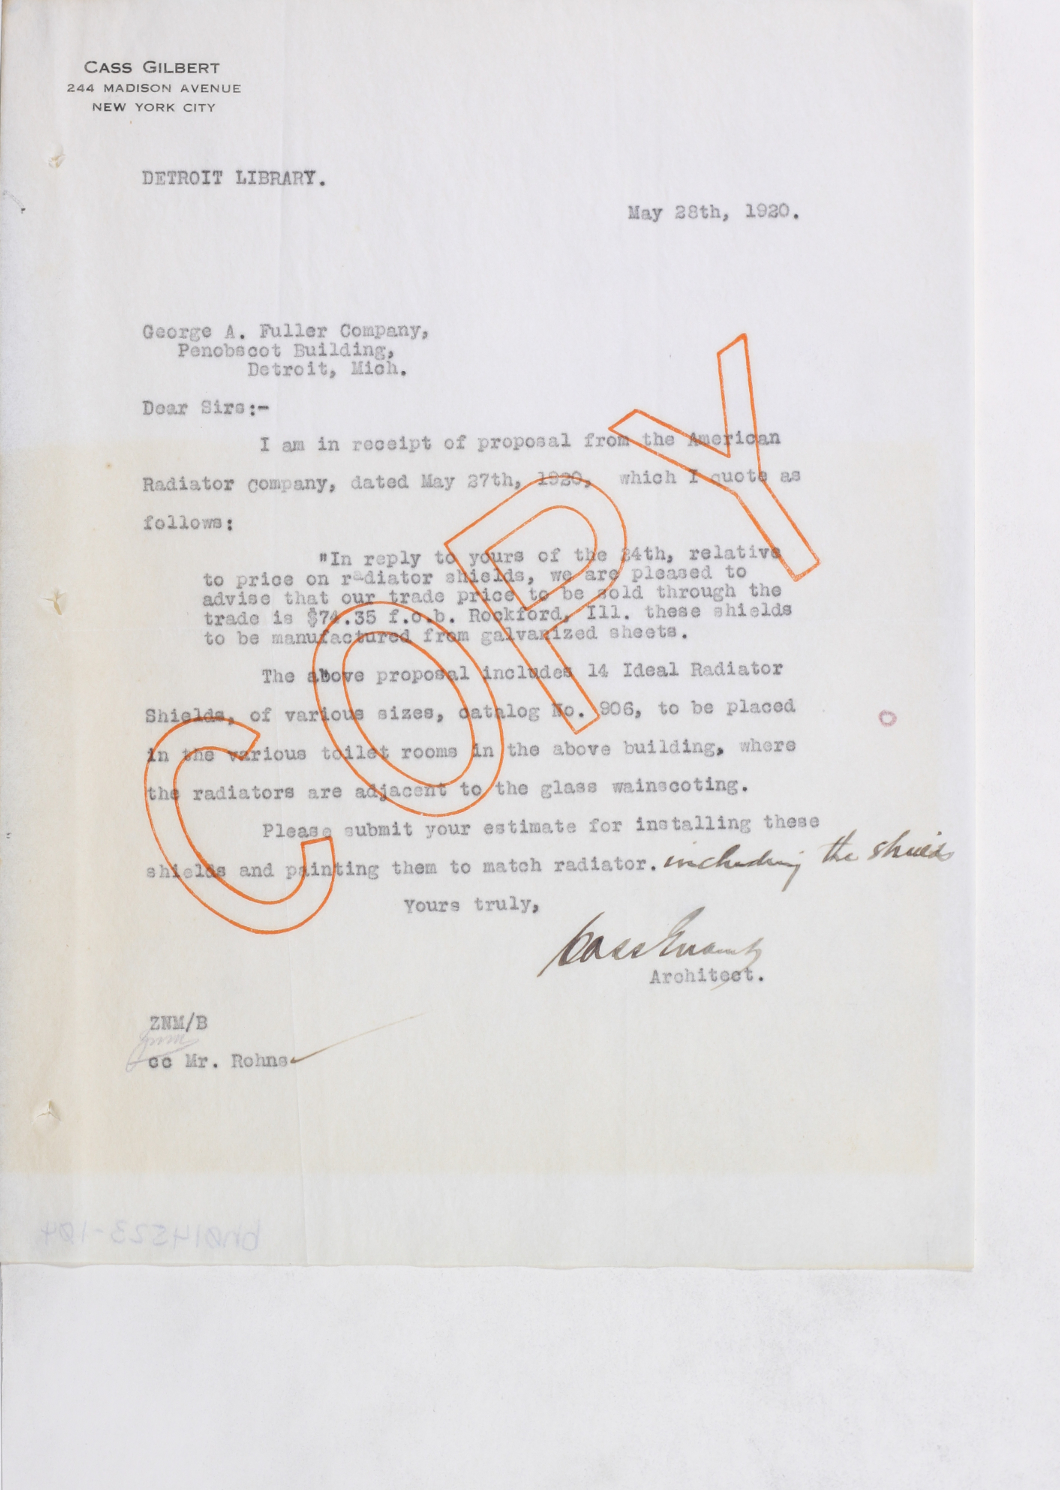 CASS GILBERT
244 MADISON AVENUE
NEW YORK CITY
DETROIT LIBRARY.
May 28th, 1920.
George A. Fuller Company,
Penobscot Building,
Detroit, Mich.
Dear Sirs:-
I am in receipt of proposal from the American
Radiator Company, dated May 27th, 1920, which I quote as
follows:
"In reply to yours of the 24th, relative
to price on radiator shields, we are pleased to
advise that our trade price to be sold through the
trade is $74.35 f.o.b. Rockford, Ill. these shields
to be manufactured from galvanized sheets.
The above proposal includes 14 Ideal Radiator
Shields, of various sizes, catalog No. 906, to be placed
in the various toilet rooms in the above building, where
the radiators are adjacent to the glass wainscoting.
Please submit your estimate for installing these
shields and painting them to match radiator. including the shields
Yours truly,
Architect.
ZNM/B
cc Mr. Rohns
COPY
bn014523-104